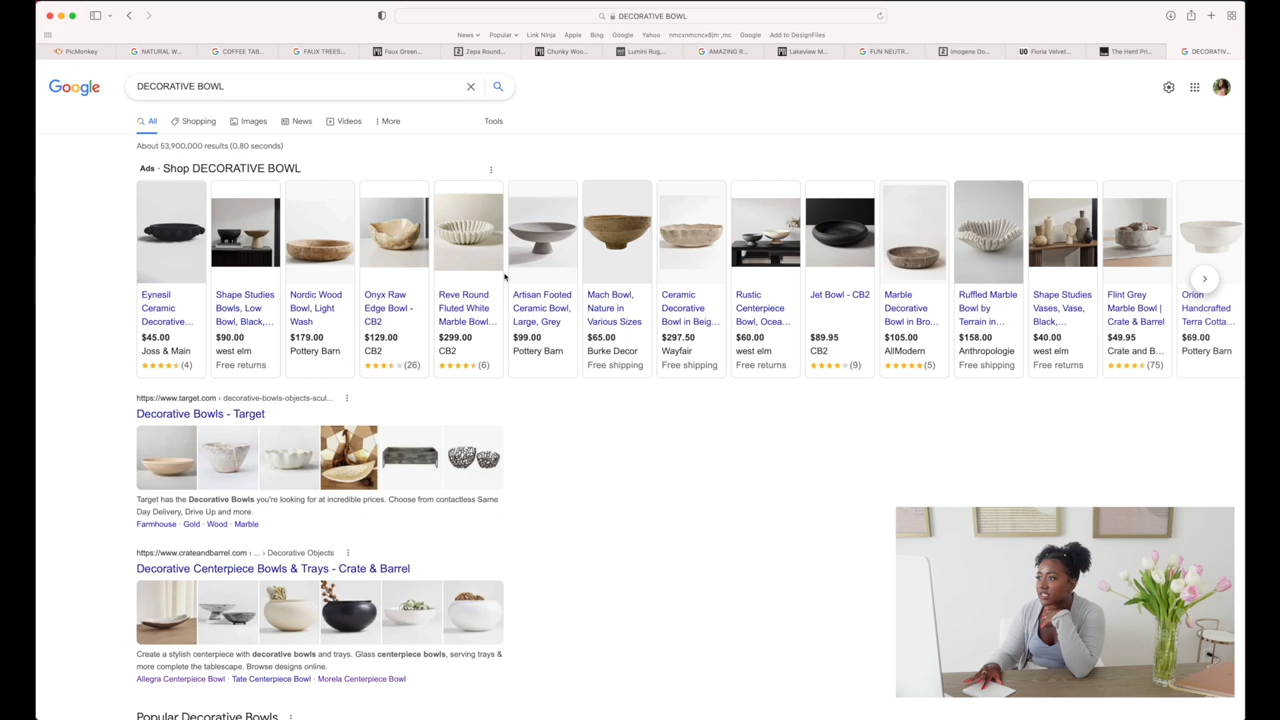 DECORATIVE BOWL
News
Popular
Link Ninja
Apple
Bing
Google
Yahoo
nmcxnmcncx8jm ,mc
Google
Add to DesignFiles
PicMonkey
NATURAL W...
COFFEE TAB...
FAUX TREES...
Faux Green...
Zepa Round...
Chunky Woo...
Lumini Rug,...
AMAZING R...
Lakeview M...
FUN NEUTR...
Imogene Do...
UO Floria Velvet...
The Herd Pri...
DECORATIV...
Google
DECORATIVE BOWL
All
Shopping
Images
News
Videos
More
Tools
About 53,900,000 results (0.80 seconds)
Ads · Shop DECORATIVE BOWL
Eynesil
Ceramic
Decorative...
$45.00
Joss & Main
(4)
Shape Studies
Bowls, Low
Bowl, Black,...
$90.00
west elm
Free returns
Nordic Wood
Bowl, Light
Wash
$179.00
Pottery Barn
Onyx Raw
Edge Bowl -
CB2
$129.00
CB2
(26)
Reve Round
Fluted White
Marble Bowl...
$299.00
CB2
(6)
Artisan Footed
Ceramic Bowl,
Large, Grey
$99.00
Pottery Barn
Mach Bowl,
Nature in
Various Sizes
$65.00
Burke Decor
Free shipping
Ceramic
Decorative
Bowl in Beig...
$297.50
Wayfair
Free shipping
Rustic
Centerpiece
Bowl, Ocea...
$60.00
west elm
Free returns
Jet Bowl - CB2
$89.95
CB2
(9)
Marble
Decorative
Bowl in Bro...
$105.00
AllModern
(5)
Ruffled Marble
Bowl by
Terrain in...
$158.00
Anthropologie
Free shipping
Shape Studies
Vases, Vase,
Black,...
$40.00
west elm
Free returns
Flint Grey
Marble Bowl |
Crate & Barrel
$49.95
Crate and B...
(75)
Orion
Handcrafted
Terra Cotta...
$69.00
Pottery Barn
https://www.target.com › decorative-bowls-objects-scul...
Decorative Bowls - Target
Target has the Decorative Bowls you're looking for at incredible prices. Choose from contactless Same
Day Delivery, Drive Up and more.
Farmhouse · Gold · Wood · Marble
https://www.crateandbarrel.com › ... › Decorative Objects
Decorative Centerpiece Bowls & Trays - Crate & Barrel
Create a stylish centerpiece with decorative bowls and trays. Glass centerpiece bowls, serving trays &
more complete the tablescape. Browse designs online.
Allegra Centerpiece Bowl · Tate Centerpiece Bowl · Morela Centerpiece Bowl
Popular Decorative Bowls